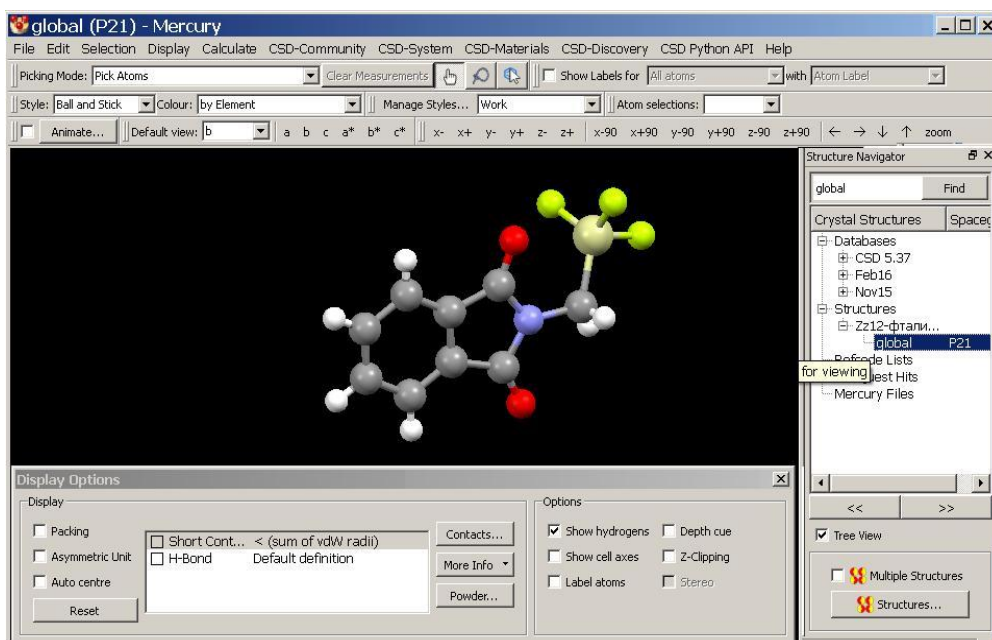 global (P21) - Mercury
File Edit Selection Display Calculate CSD-Community CSD-System CSD-Materials CSD-Discovery CSD Python API Help
Picking Mode: Pick Atoms Clear Measurements Show Labels for All atoms with Atom Label
Style: Ball and Stick Colour: by Element Manage Styles... Work Atom selections:
Animate... Default view: b a b c a* b* c* x- x+ y- y+ z- z+ x-90 x+90 y-90 y+90 z-90 z+90 ← → ↓ ↑ zoom
Structure Navigator
global Find
Crystal Structures Spaceg
Databases
CSD 5.37
Feb16
Nov15
Structures
Zz12-фтали...
global P21
Refcode Lists
for viewing
uest Hits
Mercury Files
<< >>
Tree View
Multiple Structures
Structures...
Display Options
Display
Packing
Asymmetric Unit
Auto centre
Reset
Short Cont... < (sum of vdW radii)
H-Bond Default definition
Contacts...
More Info
Powder...
Options
Show hydrogens Depth cue
Show cell axes Z-Clipping
Label atoms Stereo